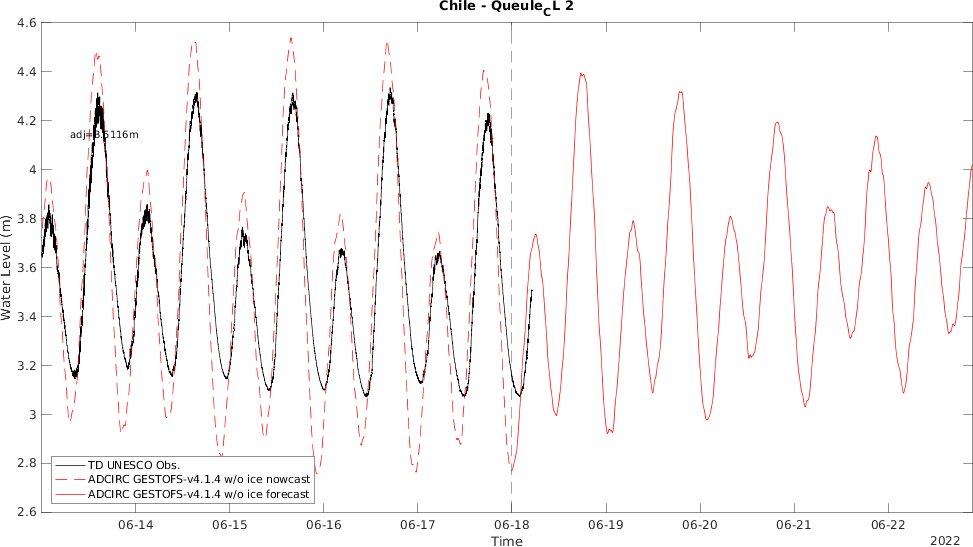 Chile - Queule_CL 2
4.6
4.4
4.2
4
3.8
3.6
3.4
3.2
3
2.8
2.6
Water Level (m)
adj=3.5116m
TD UNESCO Obs.
ADCIRC GESTOFS-v4.1.4 w/o ice nowcast
ADCIRC GESTOFS-v4.1.4 w/o ice forecast
06-14 06-15 06-16 06-17 06-18 06-19 06-20 06-21 06-22
Time
2022